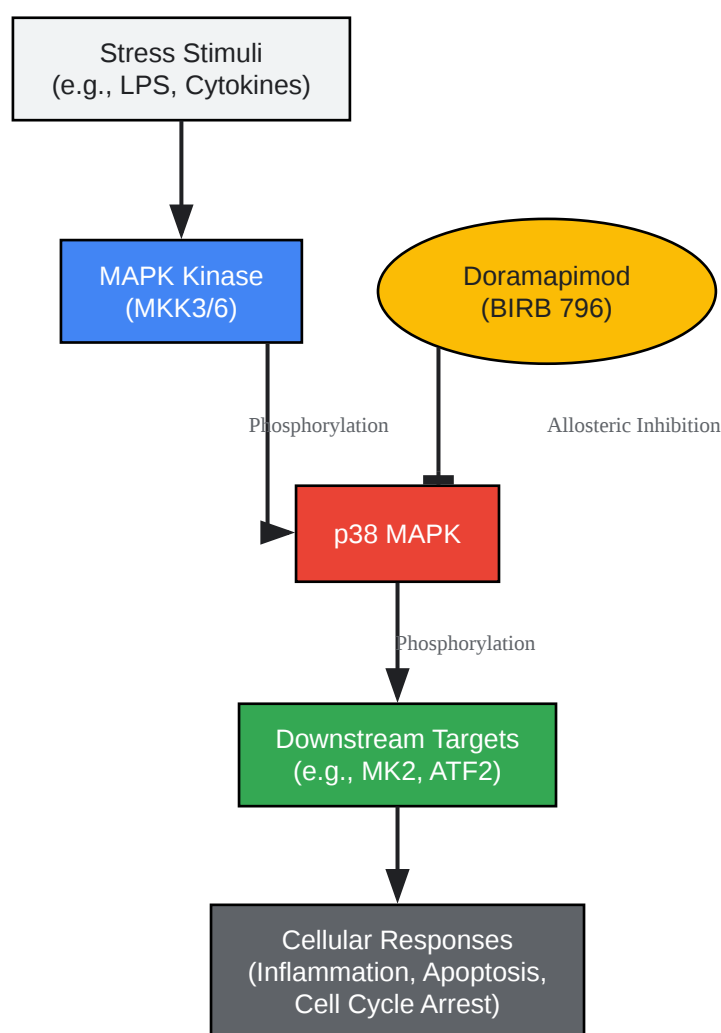 Stress Stimuli
(e.g., LPS, Cytokines)
MAPK Kinase
(MKK3/6)
Doramapimod
(BIRB 796)
Phosphorylation
Allosteric Inhibition
p38 MAPK
Phosphorylation
Downstream Targets
(e.g., MK2, ATF2)
Cellular Responses
(Inflammation, Apoptosis,
Cell Cycle Arrest)